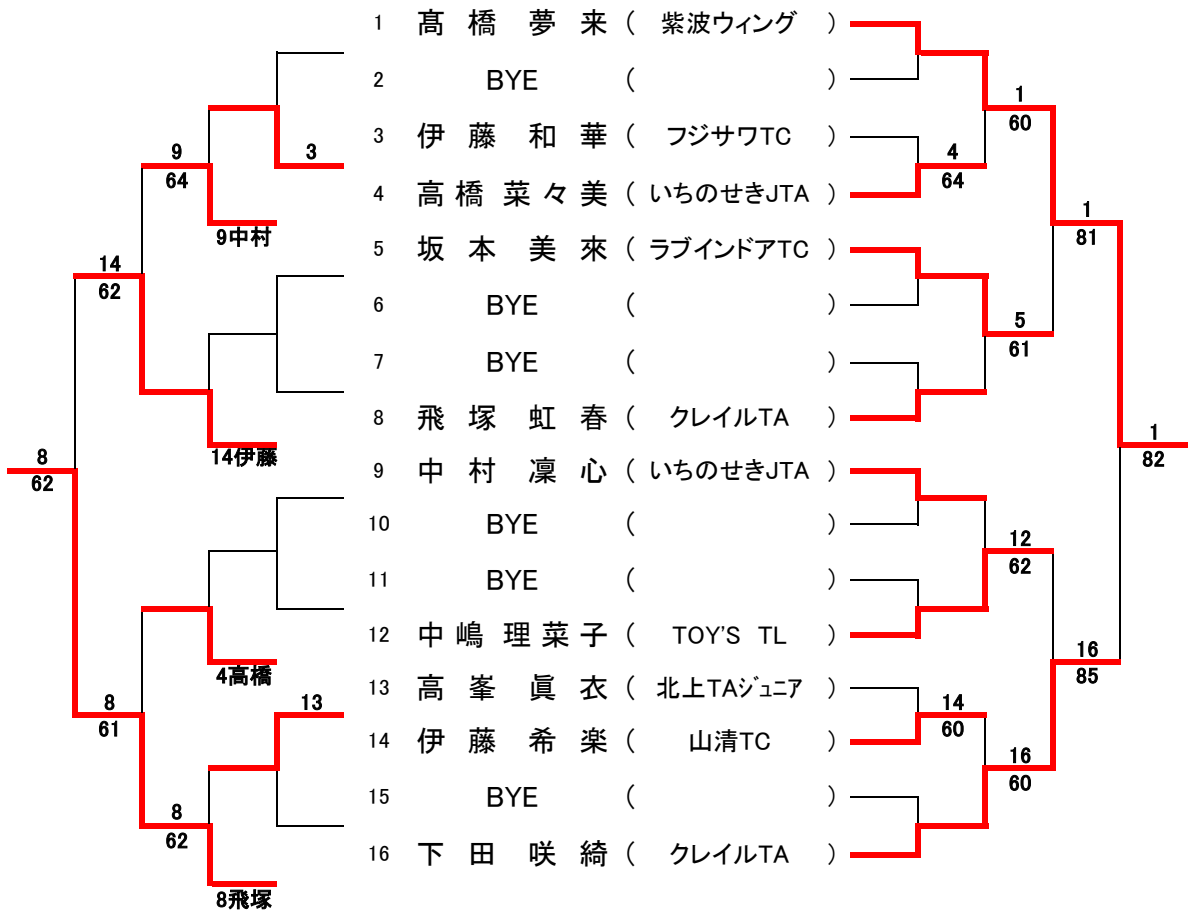 1 髙橋 夢来 ( 紫波ウィング )
2 BYE ( )
3 伊藤 和華 ( フジサワTC )
4 高橋菜々美 ( いちのせきJTA )
5 坂本 美來 ( ラブインドアTC )
6 BYE ( )
7 BYE ( )
8 飛塚 虹春 ( クレイルTA )
9 中村 凜心 ( いちのせきJTA )
10 BYE ( )
11 BYE ( )
12 中嶋理菜子 ( TOY'S TL )
13 高峯 眞衣 ( 北上TAジュニア )
14 伊藤 希楽 ( 山清TC )
15 BYE ( )
16 下田 咲綺 ( クレイルTA )
3
9
64
9中村
14
62
14伊藤
8
62
4高橋
8
61
13
8
62
8飛塚
1
60
4
64
1
81
5
61
1
82
12
62
16
85
14
60
16
60